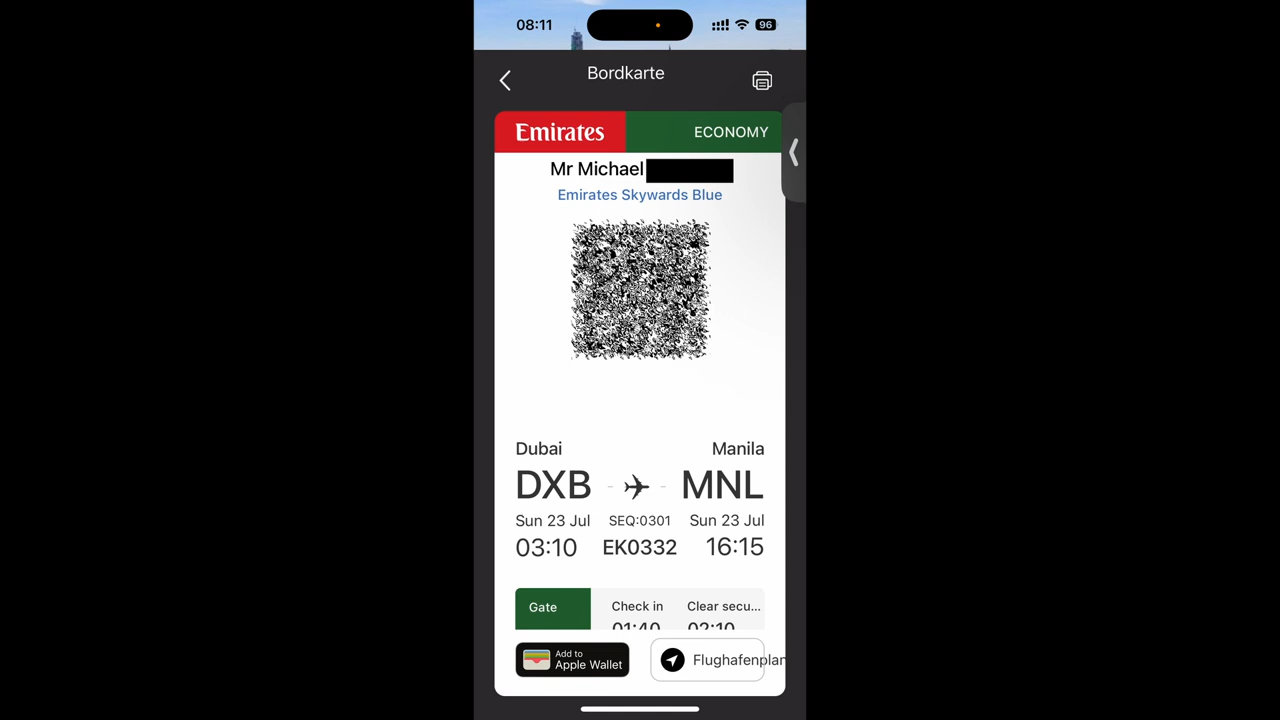 08:11
96
Bordkarte
Emirates
ECONOMY
Mr Michael
Emirates Skywards Blue
Dubai
Manila
DXB
MNL
Sun 23 Jul
SEQ:0301
Sun 23 Jul
03:10
EK0332
16:15
Gate
Check in
Clear secu...
01:40
02:10
Add to
Apple Wallet
Flughafenplan